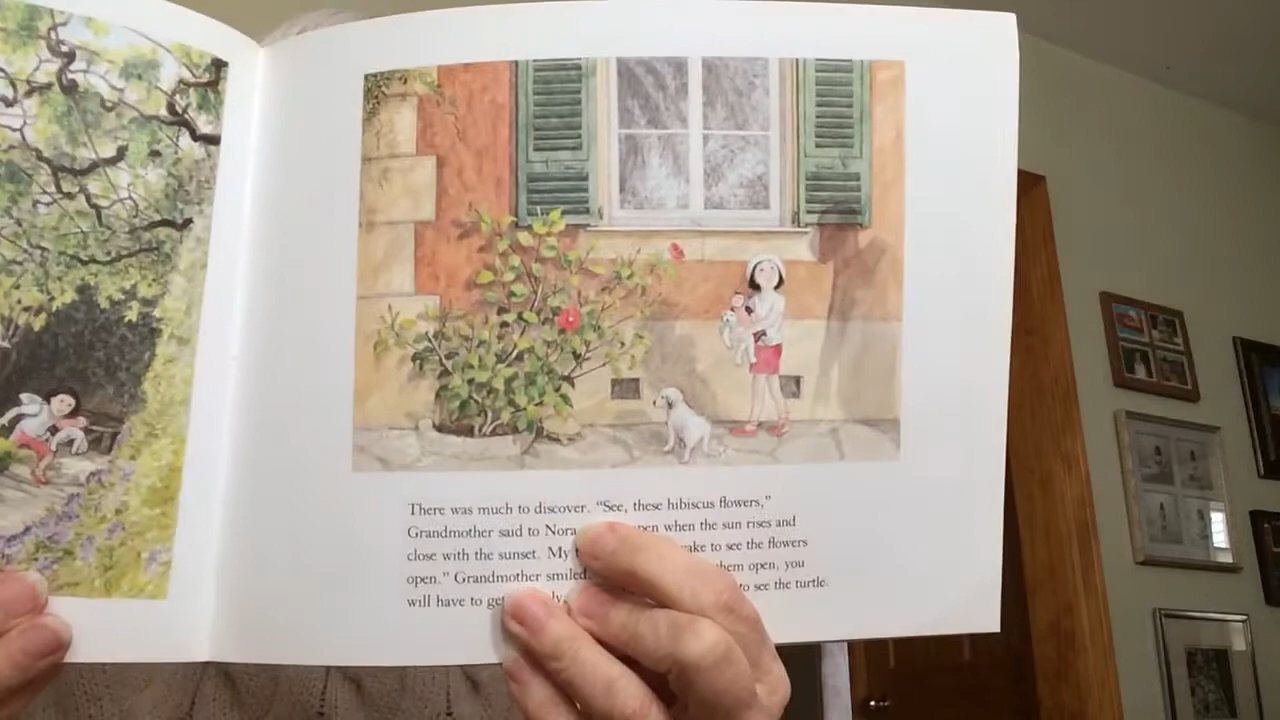 There was much to discover. “See, these hibiscus flowers,”
Grandmother said to Nora when the sun rises and
close with the sunset. My to see the flowers
open.” Grandmother smiled. them open, you
will have to get to see the turtle.